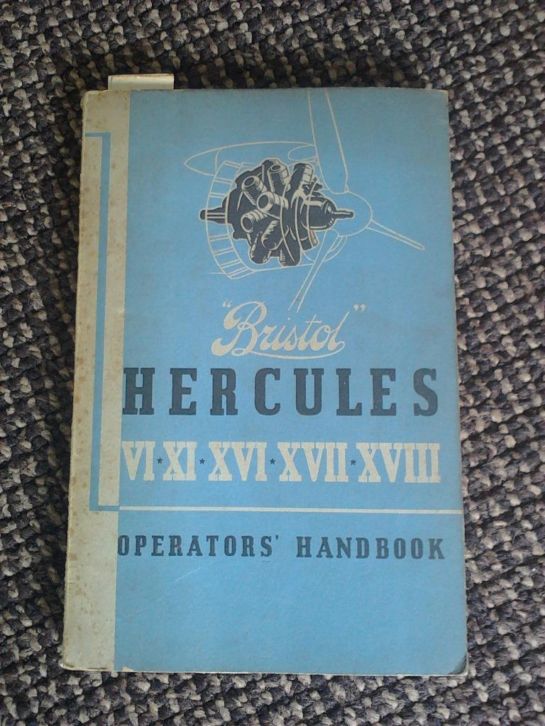 "Bristol"
HERCULES
VI*XI*XVI*XVII*XVIII
OPERATORS' HANDBOOK